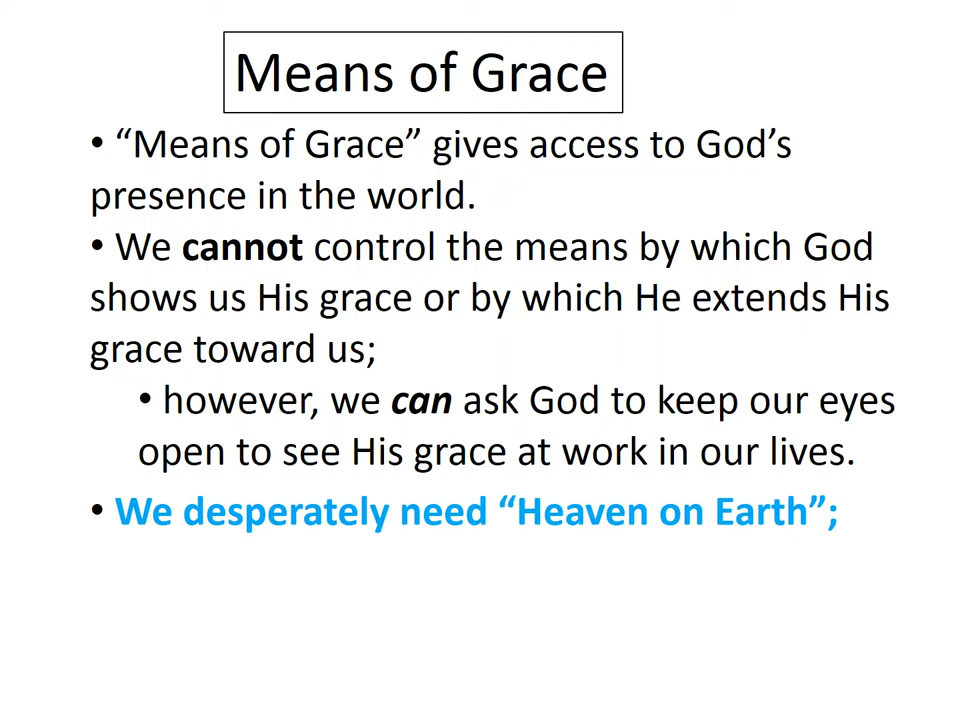 Means of Grace
• “Means of Grace” gives access to God’s
presence in the world.
• We cannot control the means by which God
shows us His grace or by which He extends His
grace toward us;
• however, we can ask God to keep our eyes
open to see His grace at work in our lives.
• We desperately need “Heaven on Earth”;